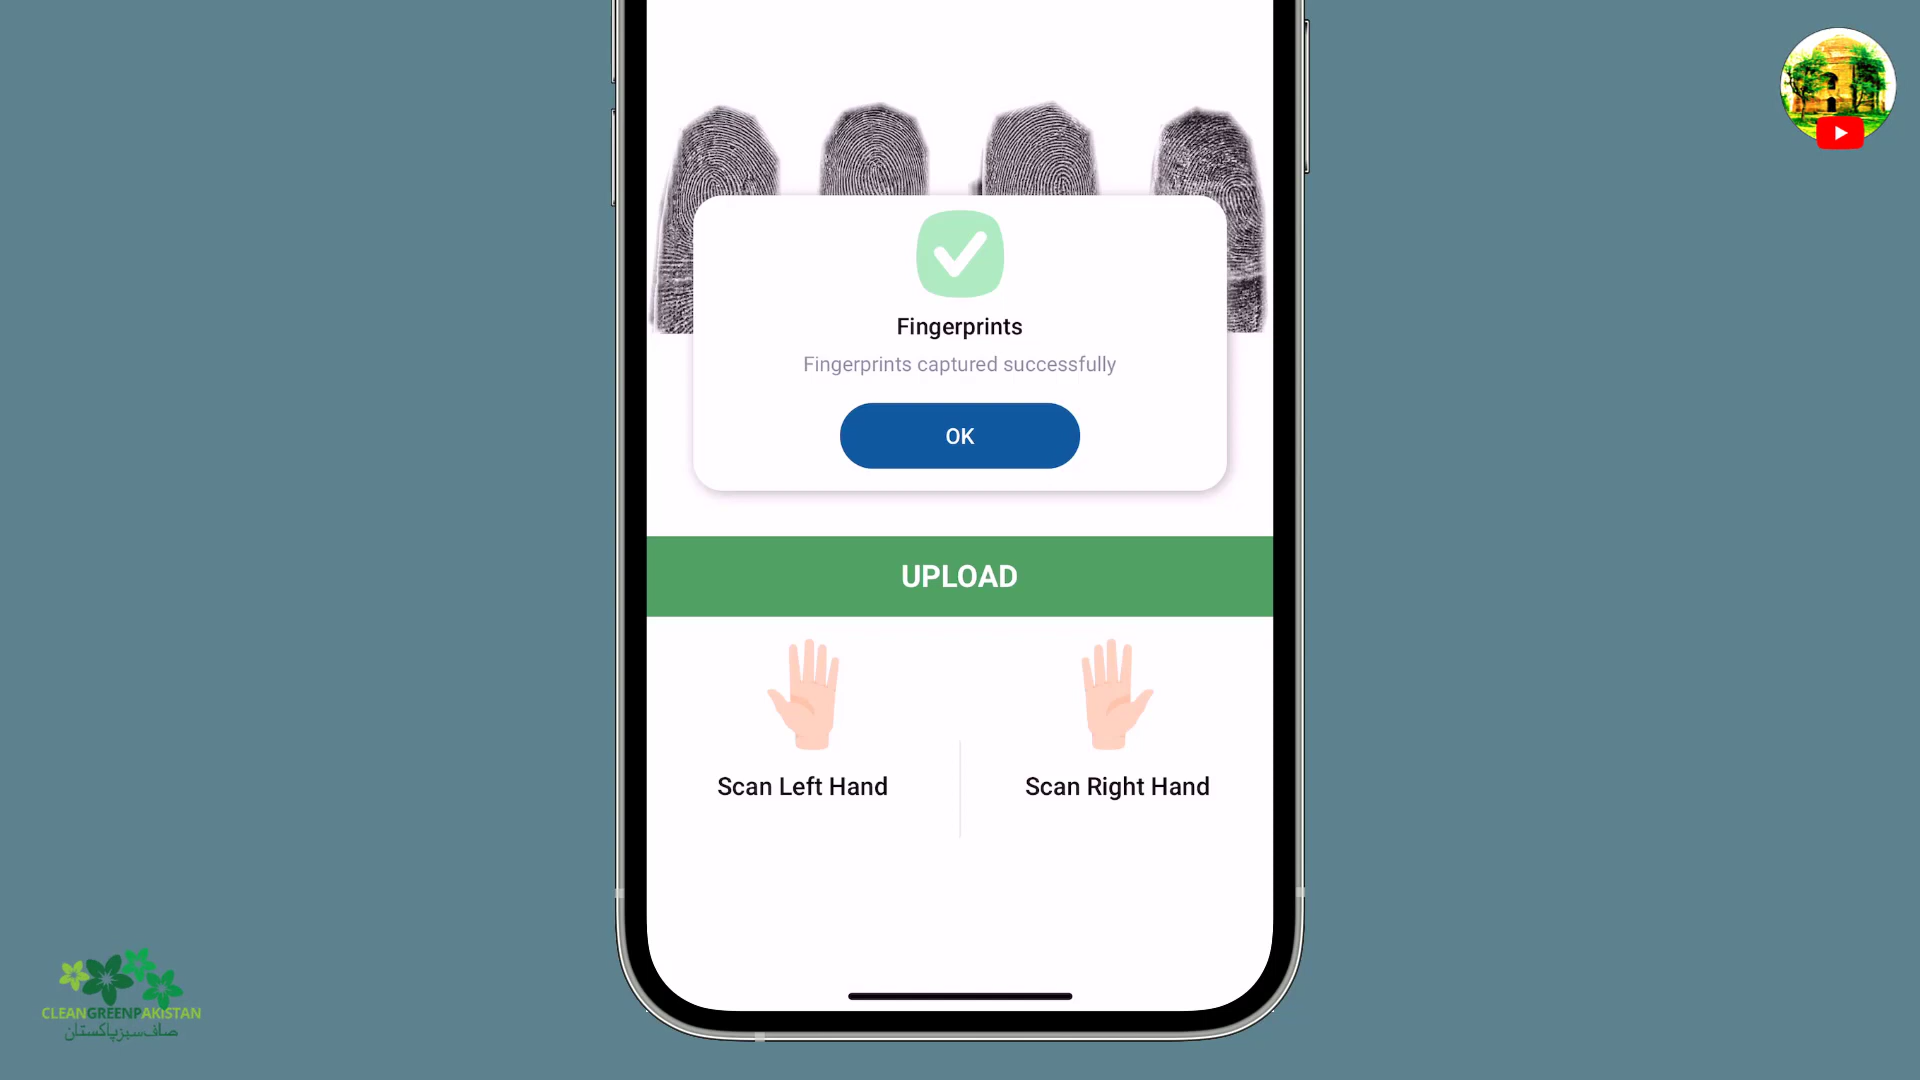 Fingerprints
Fingerprints captured successfully
OK
UPLOAD
Scan Left Hand
Scan Right Hand
CLEANGREENPAKISTAN
صاف سبز پاکستان